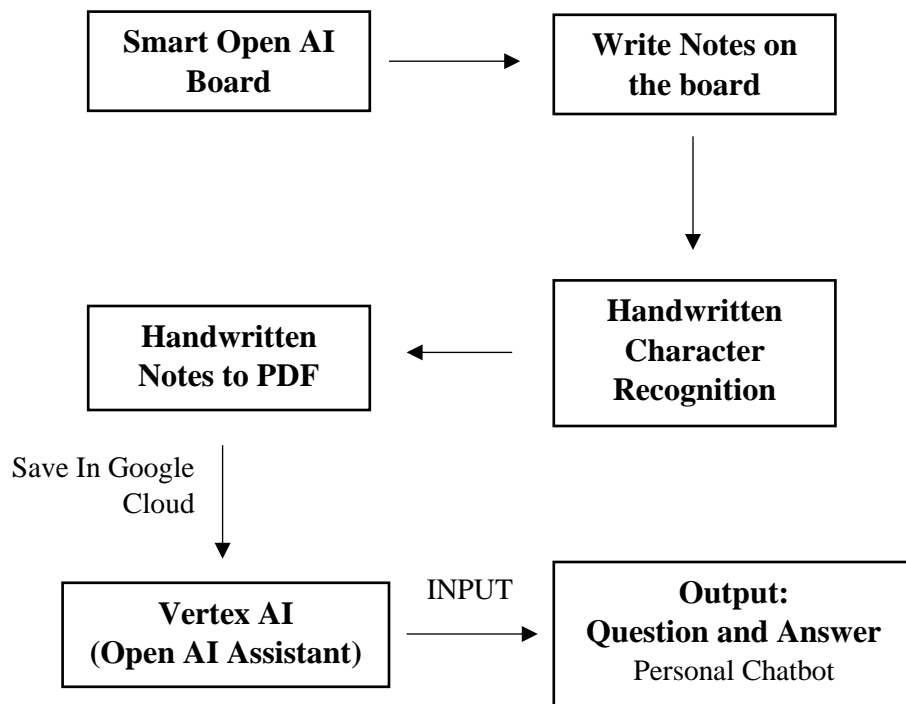 Smart Open AI
Board
Write Notes on
the board
Handwritten
Character
Recognition
Handwritten
Notes to PDF
Save In Google
Cloud
Vertex AI
(Open AI Assistant)
INPUT
Output:
Question and Answer
Personal Chatbot